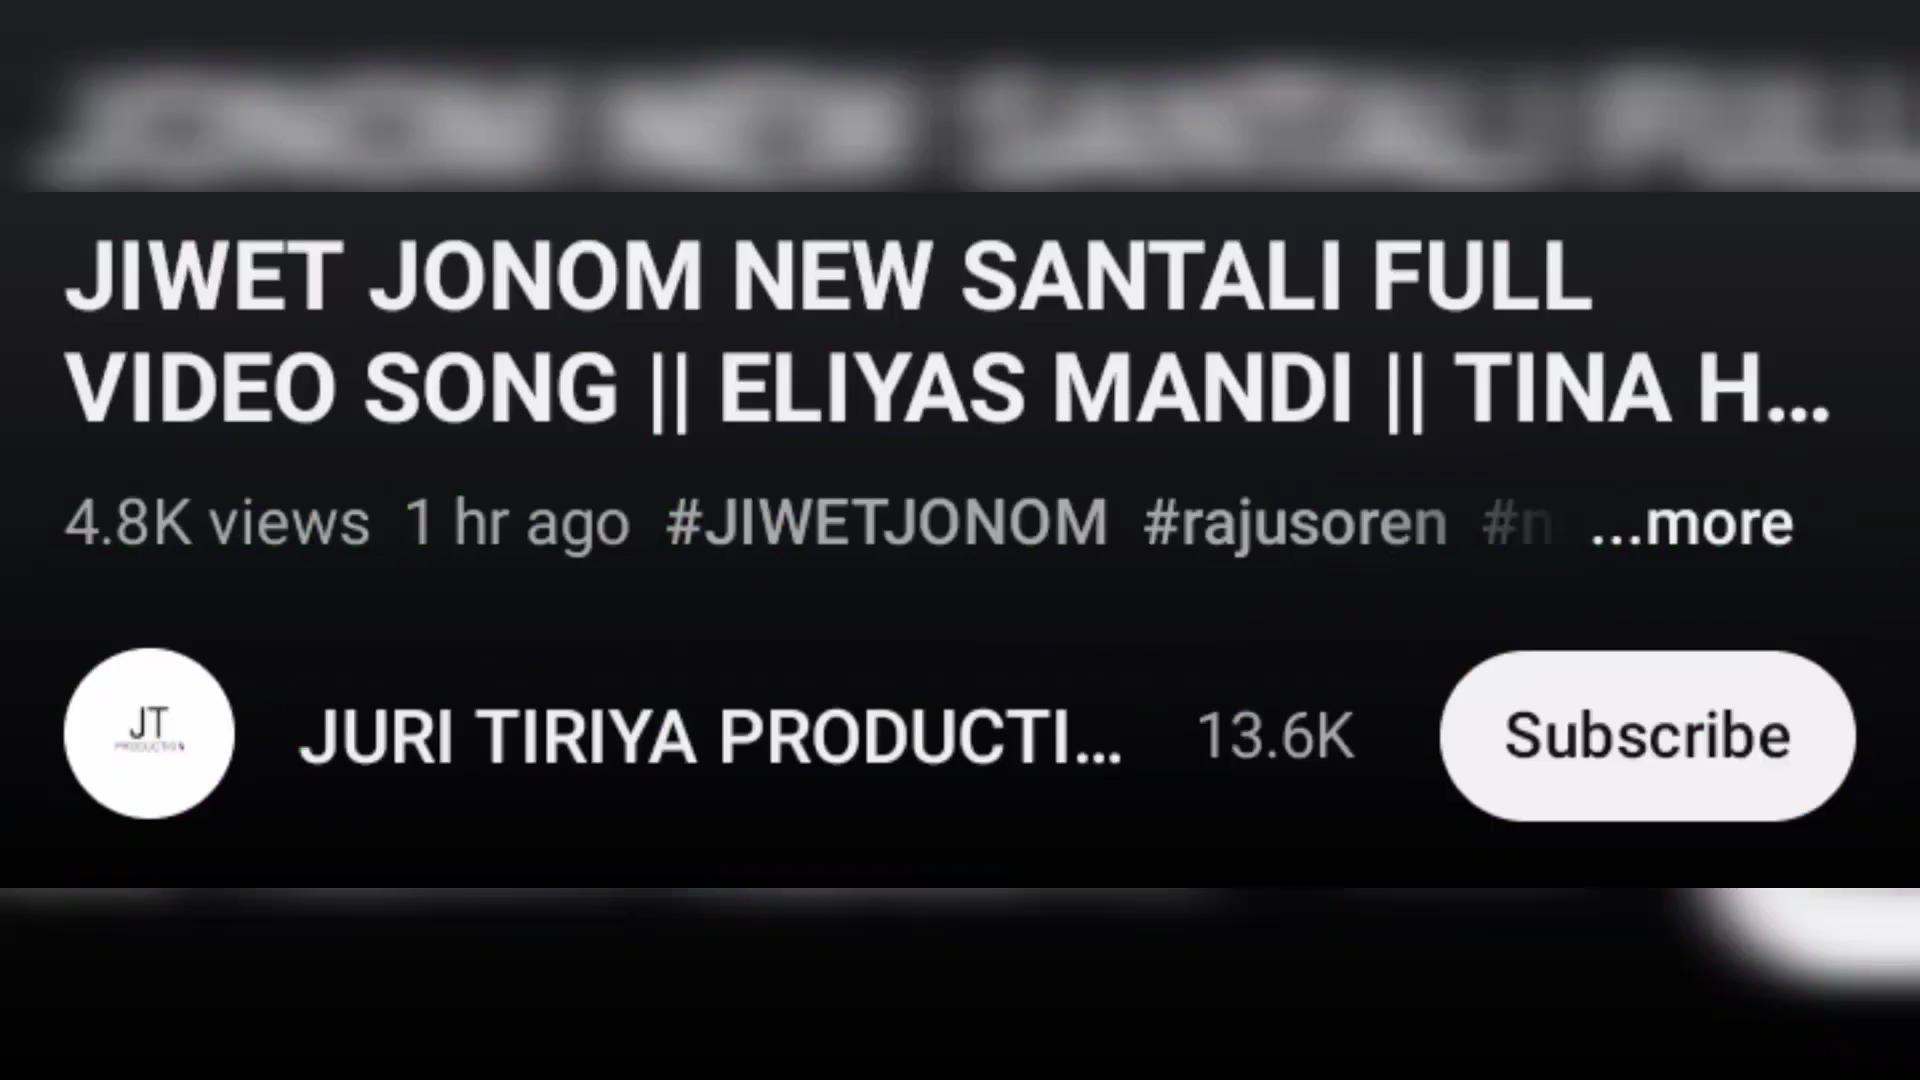 JIWET JONOM NEW SANTALI FULL
VIDEO SONG || ELIYAS MANDI || TINA H...
4.8K views 1 hr ago #JIWETJONOM #rajusoren #n ...more
JT
PRODUCTION
JURI TIRIYA PRODUCTI... 13.6K Subscribe